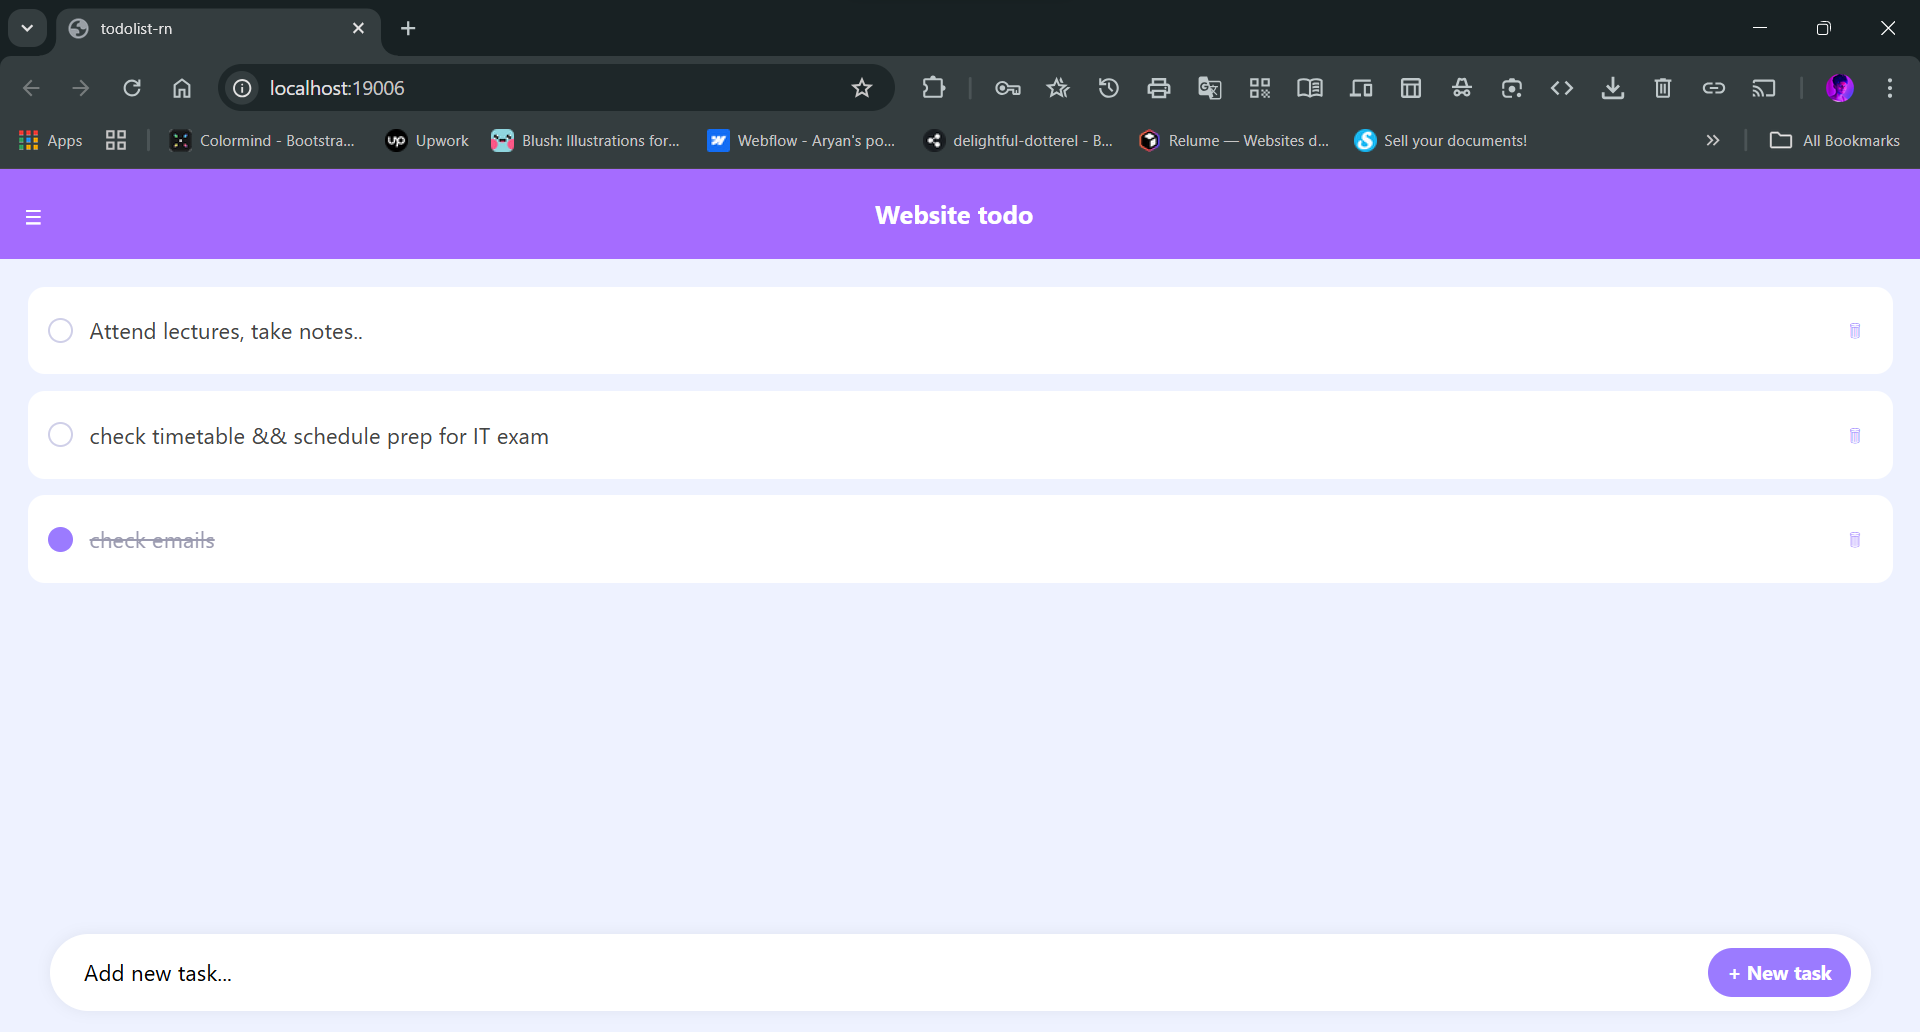 todolist-rn
localhost:19006
Apps
Colormind - Bootstra...
up Upwork
Blush: Illustrations for...
Webflow - Aryan's po...
delightful-dotterel - B...
Relume — Websites d...
Sell your documents!
All Bookmarks
Website todo
Attend lectures, take notes..
check timetable && schedule prep for IT exam
check emails
Add new task...
+ New task